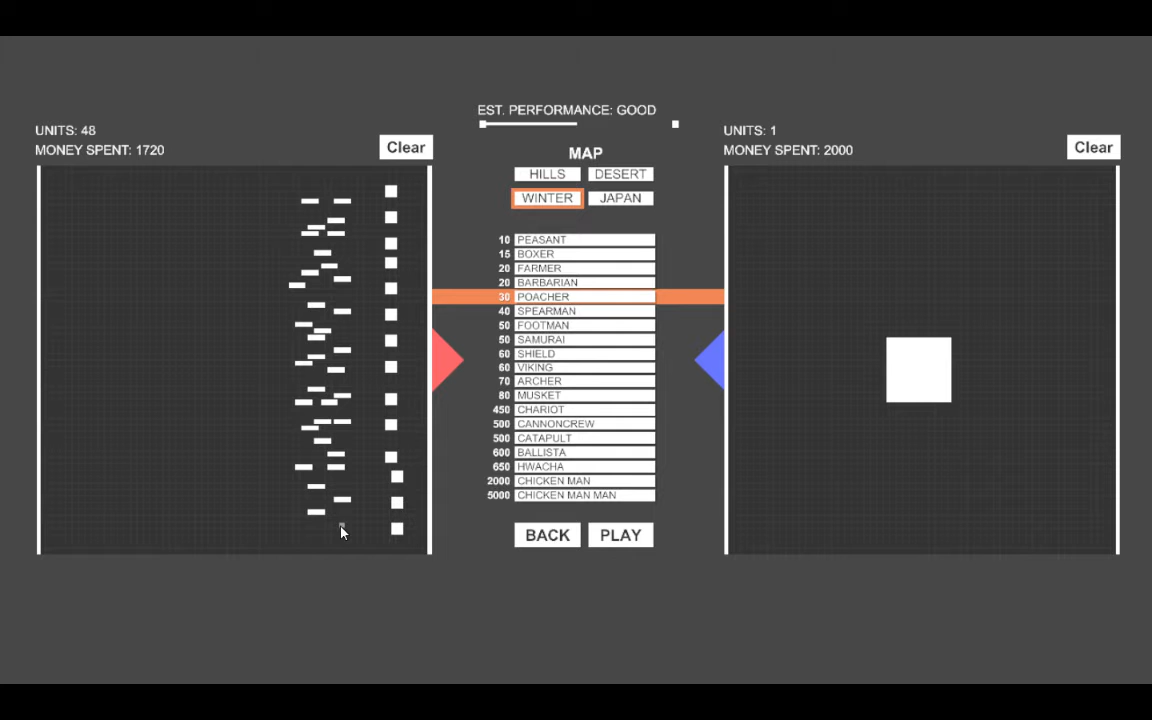 EST. PERFORMANCE: GOOD
UNITS: 48
MONEY SPENT: 1720
Clear
MAP
HILLS
DESERT
WINTER
JAPAN
10 PEASANT
15 BOXER
20 FARMER
20 BARBARIAN
30 POACHER
40 SPEARMAN
50 FOOTMAN
50 SAMURAI
60 SHIELD
60 VIKING
70 ARCHER
80 MUSKET
450 CHARIOT
500 CANNONCREW
500 CATAPULT
600 BALLISTA
650 HWACHA
2000 CHICKEN MAN
5000 CHICKEN MAN MAN
BACK
PLAY
UNITS: 1
MONEY SPENT: 2000
Clear